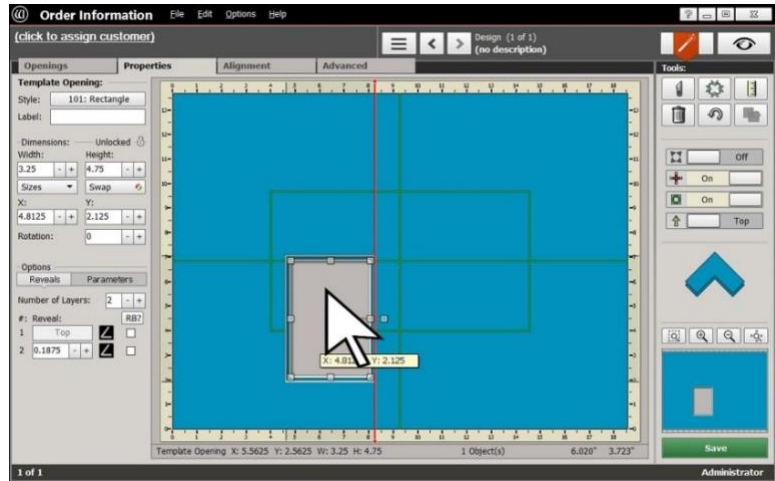 Order Information File Edit Options Help
(click to assign customer)
Design (1 of 1)
(no description)
Openings Properties Alignment Advanced
Tools:
Template Opening:
Style: 101: Rectangle
Label:
Dimensions: Unlocked
Width: Height:
3.25 - + 4.75 - +
Sizes Swap
X: Y:
4.8125 - + 2.125 - +
Rotation: 0 - +
Options
Reveals Parameters
Number of Layers: 2 - +
#: Reveal: RB?
1 Top
2 0.1875 - +
Off
On
On
Top
X: 4.812 Y: 2.125
Template Opening X: 5.5625 Y: 2.5625 W: 3.25 H: 4.75 1 Object(s) 6.020" 3.723"
Save
1 of 1 Administrator